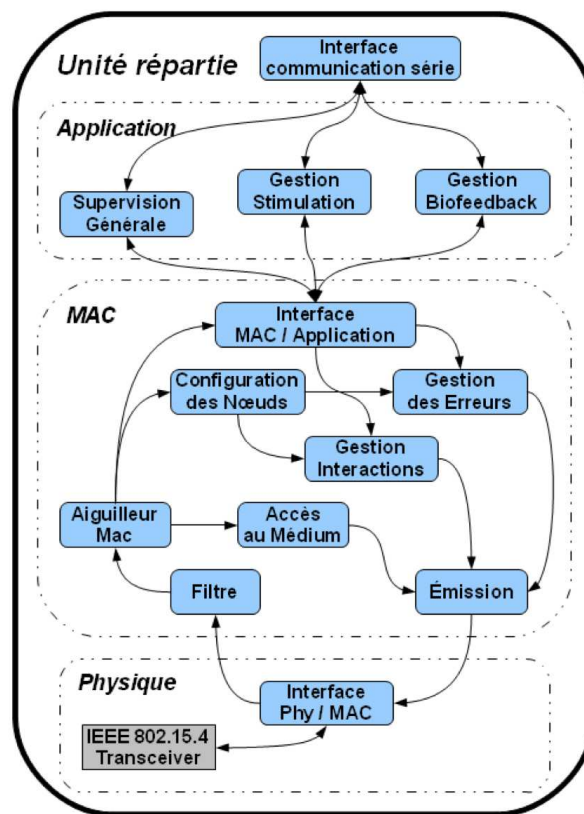 Unité répartie
Interface
communication série
Application
Supervision
Générale
Gestion
Stimulation
Gestion
Biofeedback
MAC
Interface
MAC / Application
Configuration
des Nœuds
Gestion
des Erreurs
Gestion
Interactions
Aiguilleur
Mac
Accès
au Médium
Filtre
Émission
Physique
Interface
Phy / MAC
IEEE 802.15.4
Transceiver